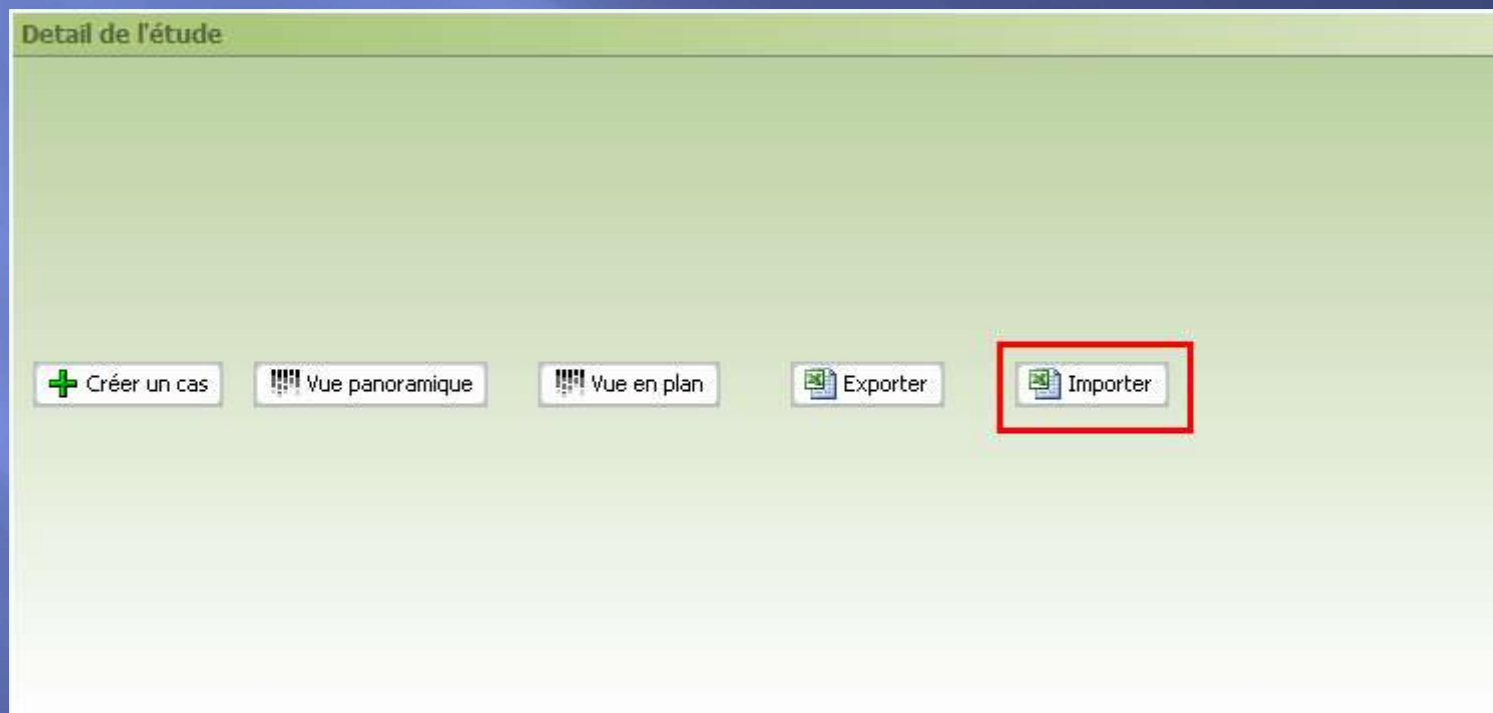 Detail de l'étude
Créer un cas Vue panoramique Vue en plan Exporter Importer